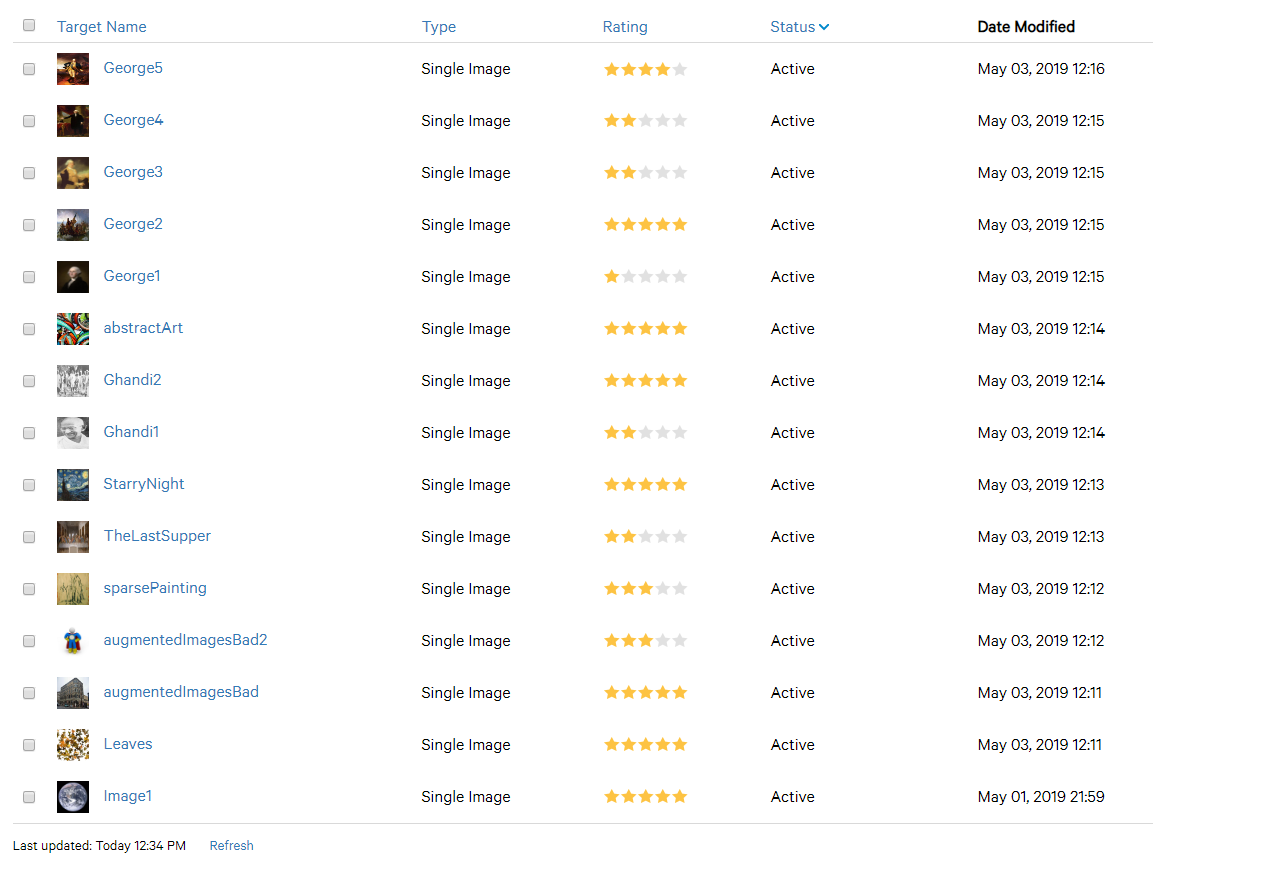 Target Name Type Rating Status Date Modified
George5 Single Image Active May 03, 2019 12:16
George4 Single Image Active May 03, 2019 12:15
George3 Single Image Active May 03, 2019 12:15
George2 Single Image Active May 03, 2019 12:15
George1 Single Image Active May 03, 2019 12:15
abstractArt Single Image Active May 03, 2019 12:14
Ghandi2 Single Image Active May 03, 2019 12:14
Ghandi1 Single Image Active May 03, 2019 12:14
StarryNight Single Image Active May 03, 2019 12:13
TheLastSupper Single Image Active May 03, 2019 12:13
sparsePainting Single Image Active May 03, 2019 12:12
augmentedImagesBad2 Single Image Active May 03, 2019 12:12
augmentedImagesBad Single Image Active May 03, 2019 12:11
Leaves Single Image Active May 03, 2019 12:11
Image1 Single Image Active May 01, 2019 21:59
Last updated: Today 12:34 PM Refresh